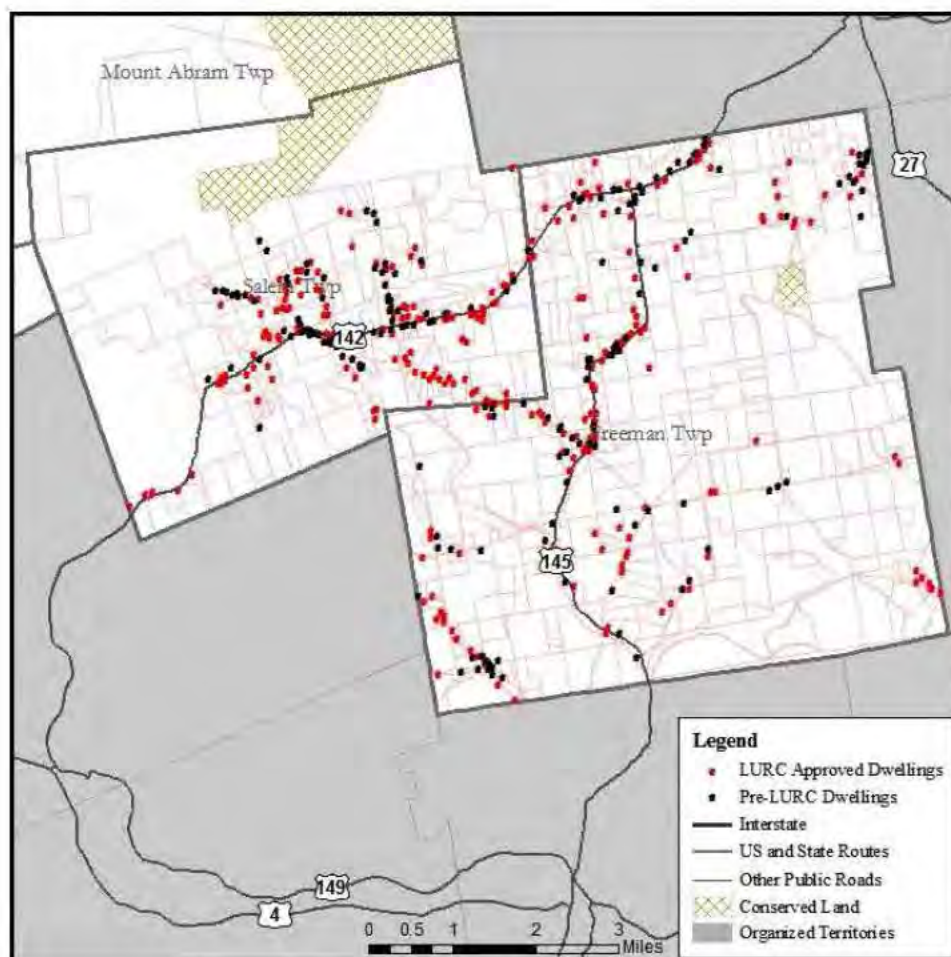 Mount Abram Twp
27
Salem Twp
142
Freeman Twp
145
Legend
LURC Approved Dwellings
Pre-LURC Dwellings
Interstate
US and State Routes
Other Public Roads
Conserved Land
Organized Territories
149
4
0 0.5 1 2 3
Miles